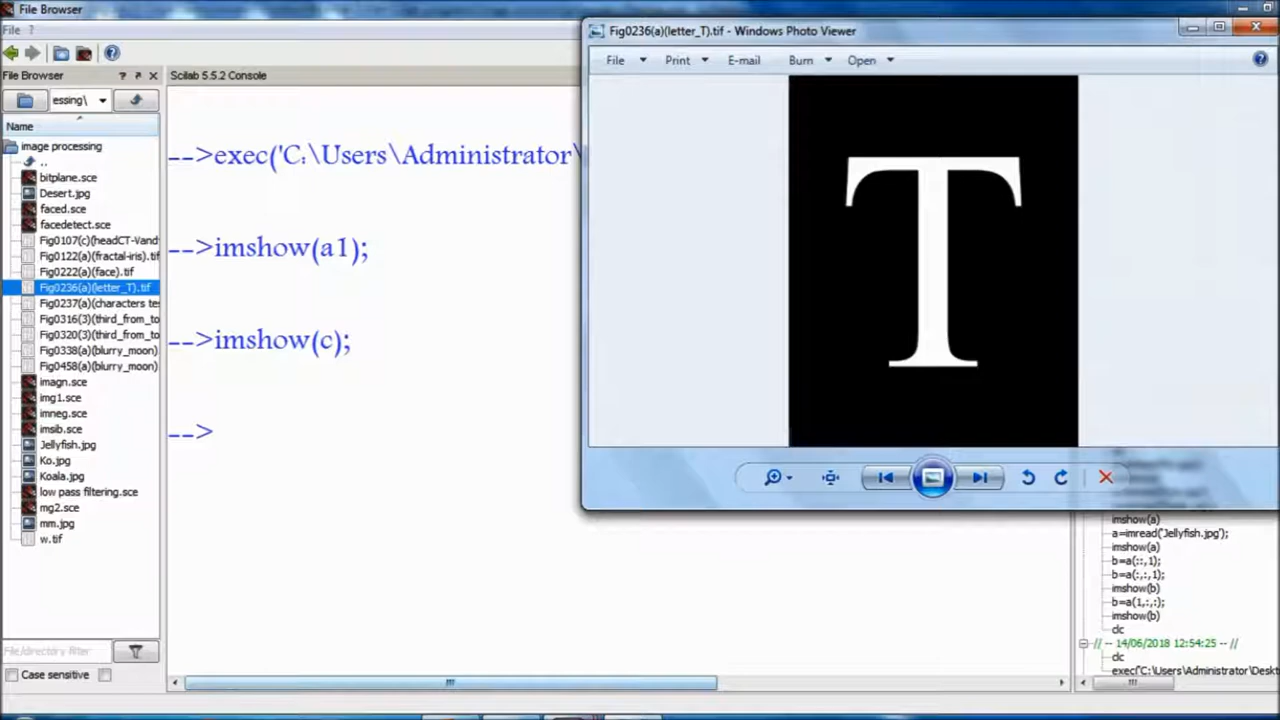 File Browser
File ?
File Browser ? ×
essing\
Name
image processing
..
bitplane.sce
Desert.jpg
faced.sce
facedetect.sce
Fig0107(c)(headCT-Vand
Fig0122(a)(fractal-iris).tif
Fig0222(a)(face).tif
Fig0236(a)(letter_T).tif
Fig0237(a)(characters tes
Fig0316(3)(third_from_to
Fig0320(3)(third_from_to
Fig0338(a)(blurry_moon).
Fig0458(a)(blurry_moon)
imagn.sce
img1.sce
imneg.sce
imsib.sce
Jellyfish.jpg
Ko.jpg
Koala.jpg
low pass filtering.sce
mg2.sce
mm.jpg
w.tif
File/directory filter
Case sensitive
Scilab 5.5.2 Console
-->exec('C:\Users\Administrator\
-->imshow(a1);
-->imshow(c);
-->
Fig0236(a)(letter_T).tif - Windows Photo Viewer
File Print E-mail Burn Open
T
imshow(a)
a=imread('Jellyfish.jpg');
imshow(a)
b=a(::,1);
b=a(:,:,1);
imshow(b)
b=a(1,:,:);
imshow(b)
clc
// -- 14/06/2018 12:54:25 -- //
clc
exec('C:\Users\Administrator\Deskt